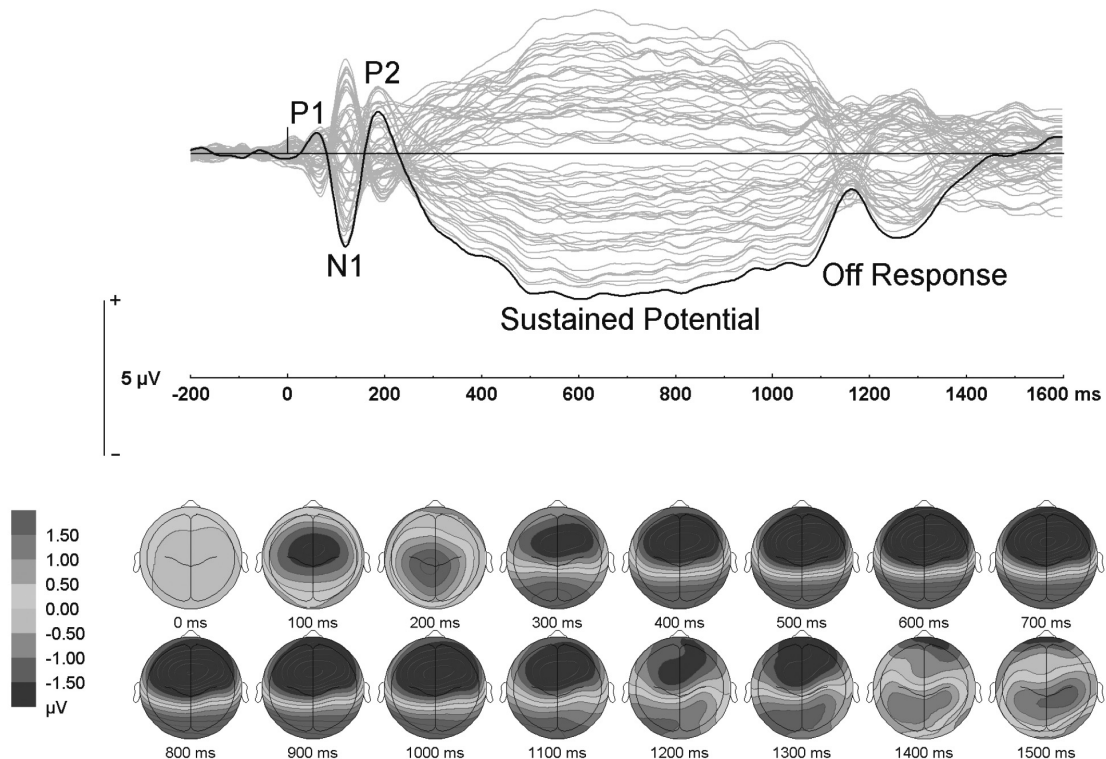 P2
P1
N1
Off Response
Sustained Potential
+
5 µV
–
-200 0 200 400 600 800 1000 1200 1400 1600 ms
1.50
1.00
0.50
0.00
-0.50
-1.00
-1.50
µV
0 ms 100 ms 200 ms 300 ms 400 ms 500 ms 600 ms 700 ms
800 ms 900 ms 1000 ms 1100 ms 1200 ms 1300 ms 1400 ms 1500 ms